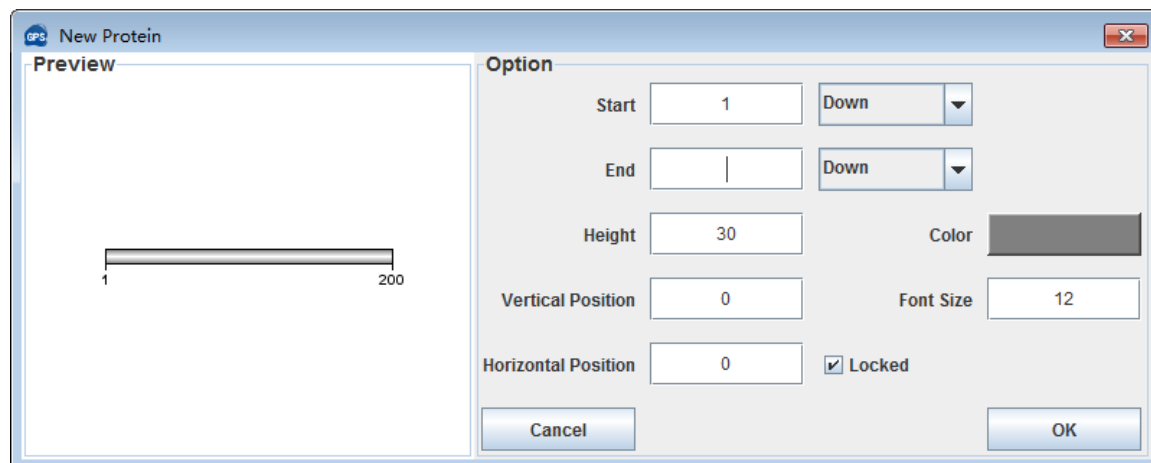 GPS New Protein
Preview
1 200
Option
Start 1 Down
End Down
Height 30 Color
Vertical Position 0 Font Size 12
Horizontal Position 0 Locked
Cancel OK